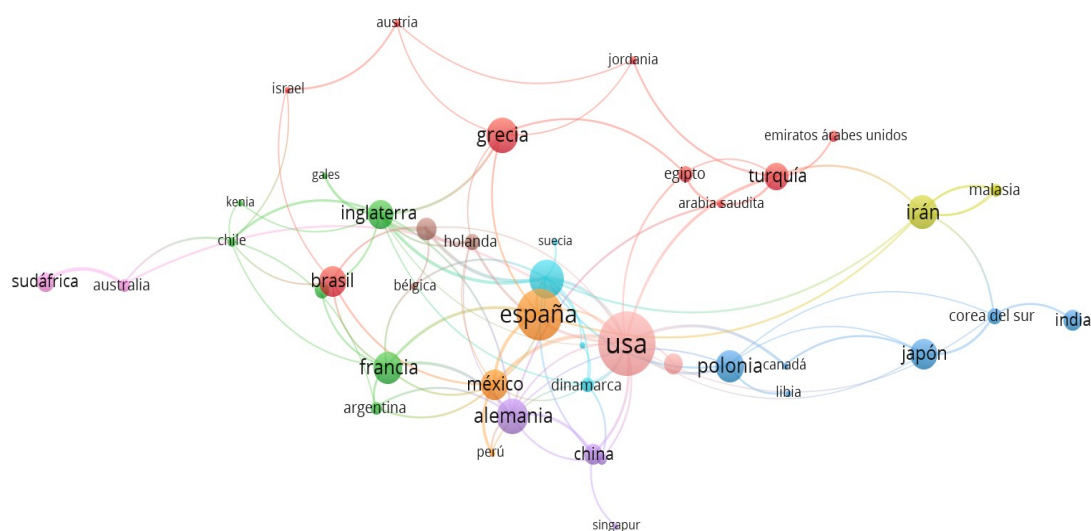 austria
jordania
israel
grecia
emiratos árabes unidos
gales
egipto
turquía
malasia
kenia
inglaterra
arabia saudita
irán
chile
holanda
suecia
sudáfrica
australia
brasil
bélgica
españa
corea del sur
india
usa
japón
francia
polonia
canadá
méxico
dinamarca
libia
argentina
alemania
perú
china
singapur